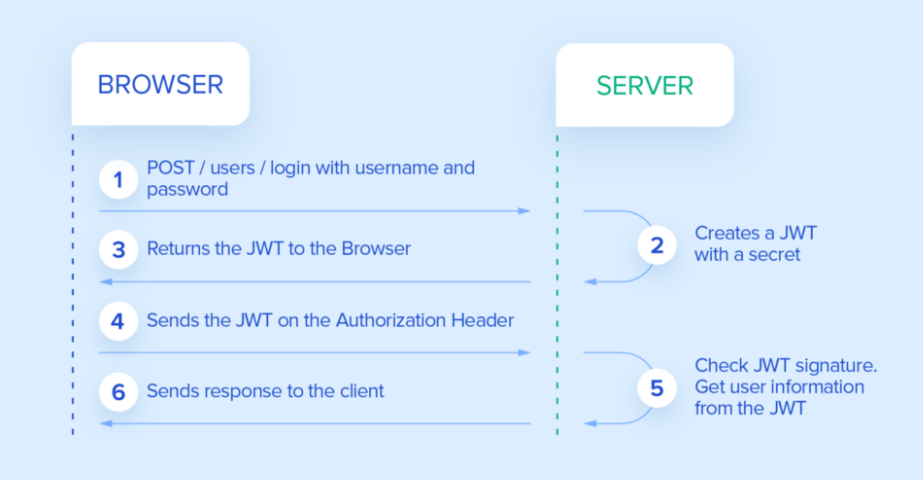 BROWSER
SERVER
1
POST / users / login with username and
password
2
Creates a JWT
with a secret
3
Returns the JWT to the Browser
4
Sends the JWT on the Authorization Header
5
Check JWT signature.
Get user information
from the JWT
6
Sends response to the client